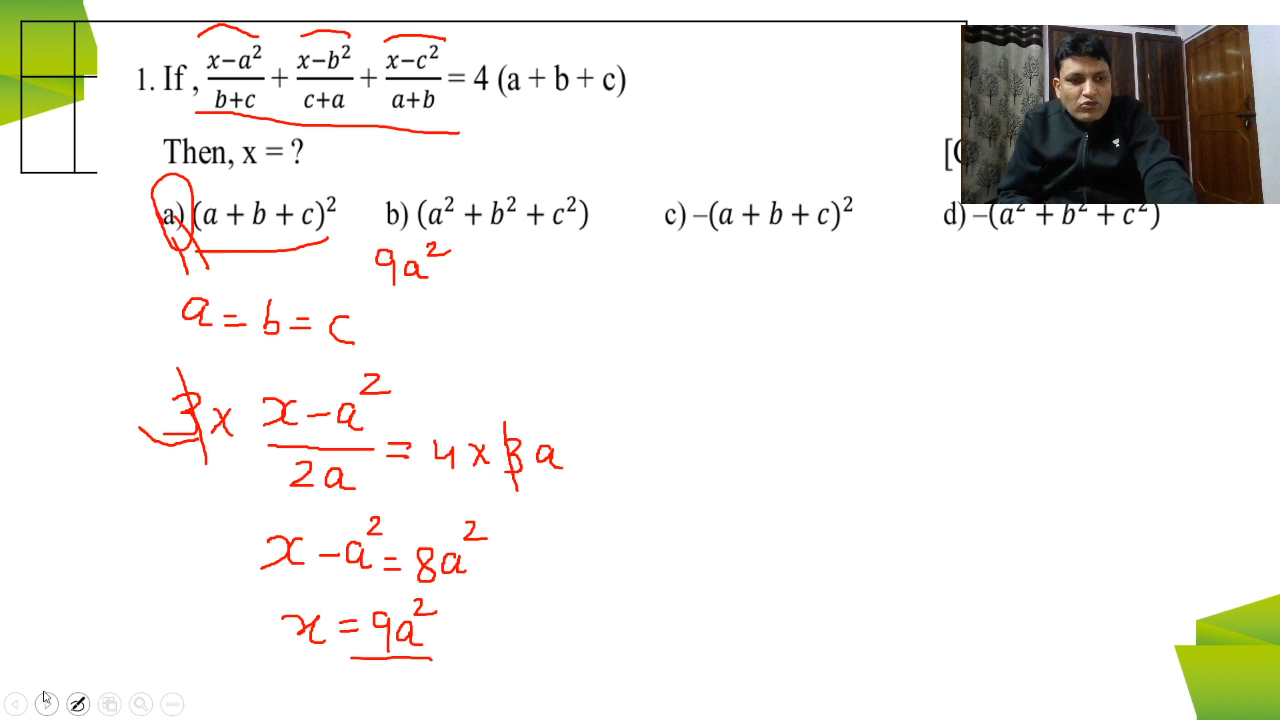 1. If , (x−a²)/(b+c) + (x−b²)/(c+a) + (x−c²)/(a+b) = 4 (a + b + c)
Then, x = ?
a) (a + b + c)² b) (a² + b² + c²) c) –(a + b + c)² d) –(a² + b² + c²)
9a²
a = b = c
3 × (x − a²)/(2a) = 4 × 3a
x − a² = 8a²
x = 9a²